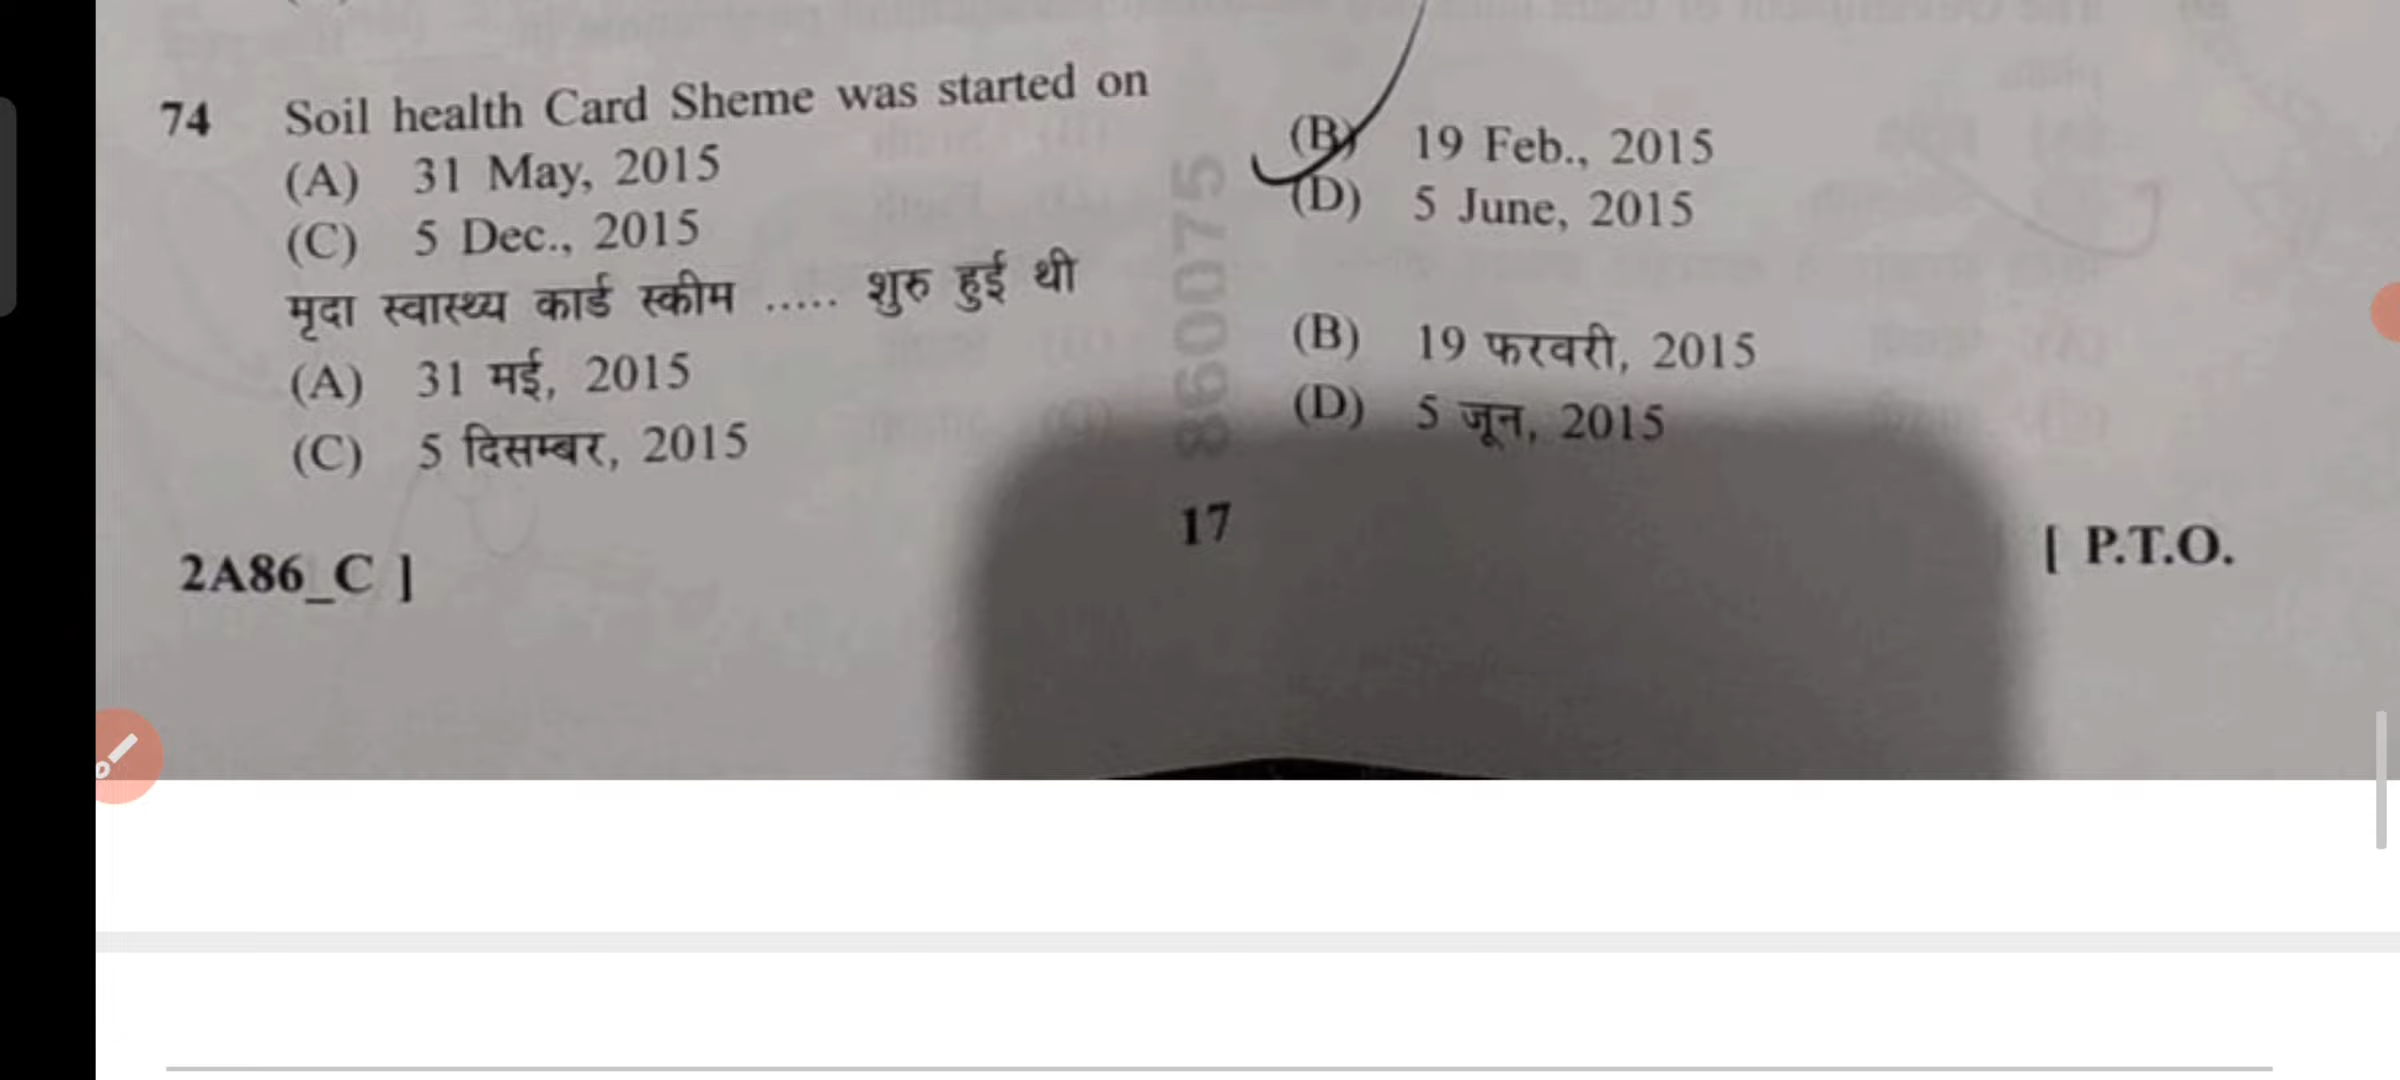 74 Soil health Card Sheme was started on
(A) 31 May, 2015 (B) 19 Feb., 2015
(C) 5 Dec., 2015 (D) 5 June, 2015
मृदा स्वास्थ्य कार्ड स्कीम ..... शुरु हुई थी
(A) 31 मई, 2015 (B) 19 फरवरी, 2015
(C) 5 दिसम्बर, 2015 (D) 5 जून, 2015
8600075
2A86_C ] 17 [ P.T.O.